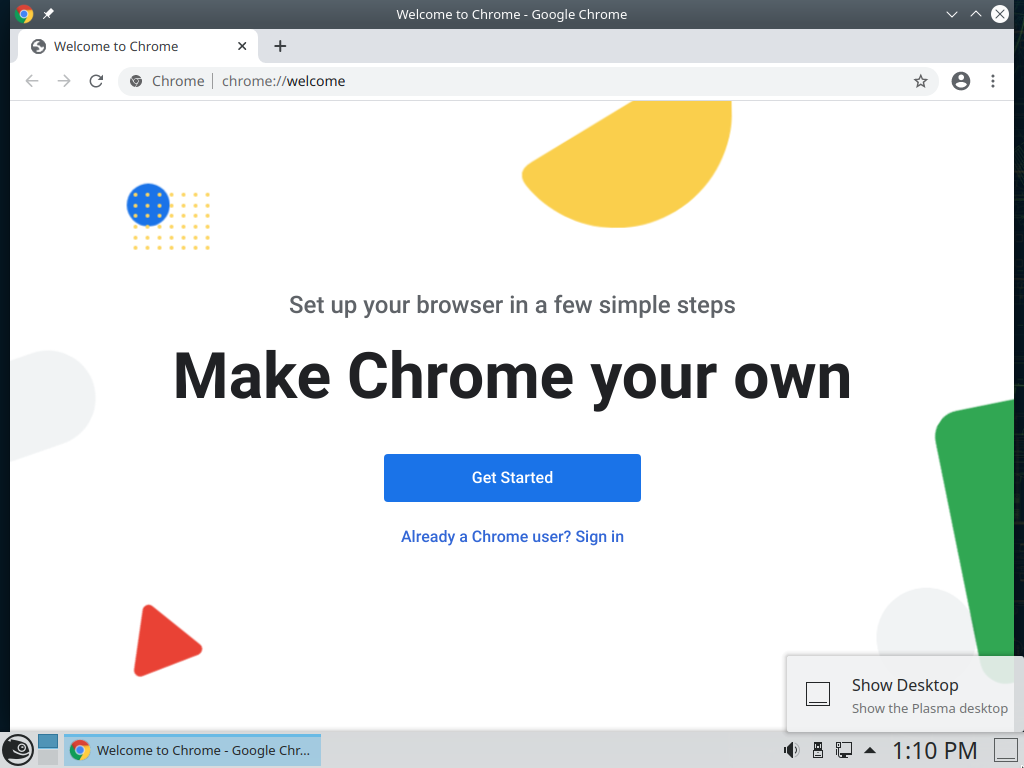 Welcome to Chrome - Google Chrome
Welcome to Chrome
Chrome | chrome://welcome
Set up your browser in a few simple steps
Make Chrome your own
Get Started
Already a Chrome user? Sign in
Show Desktop
Show the Plasma desktop
Welcome to Chrome - Google Chr...
1:10 PM